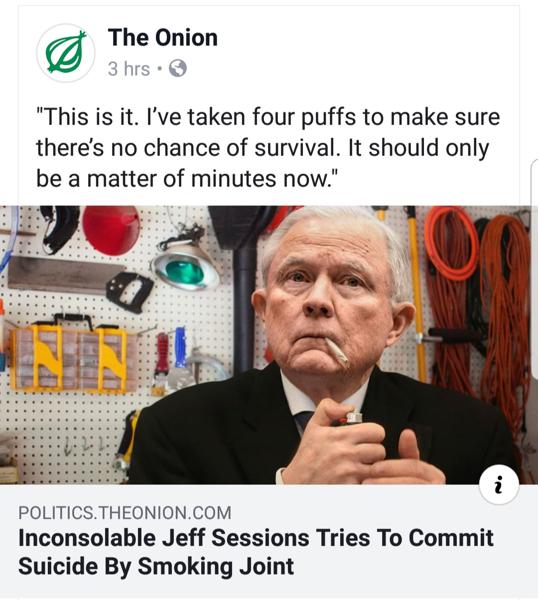 The Onion
3 hrs •
"This is it. I've taken four puffs to make sure
there's no chance of survival. It should only
be a matter of minutes now."
i
POLITICS.THEONION.COM
Inconsolable Jeff Sessions Tries To Commit
Suicide By Smoking Joint